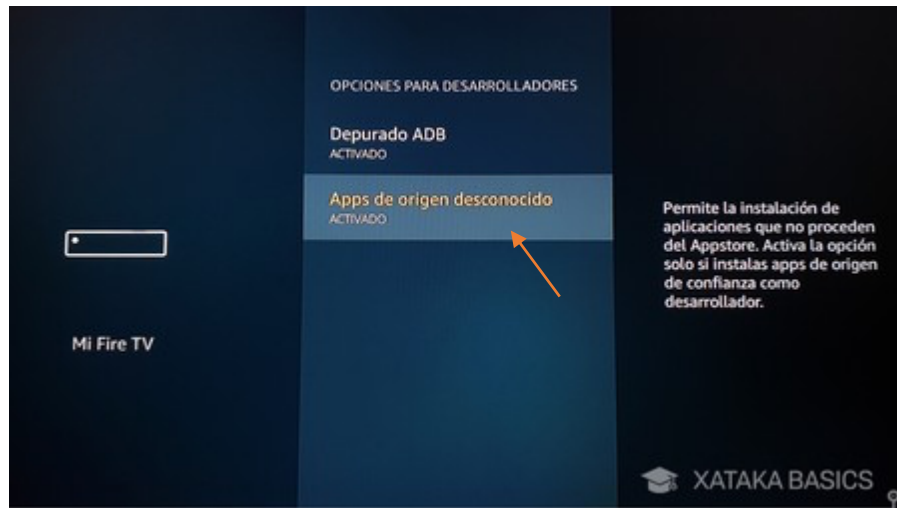 OPCIONES PARA DESARROLLADORES
Depurado ADB
ACTIVADO
Apps de origen desconocido
ACTIVADO
Mi Fire TV
Permite la instalación de
aplicaciones que no proceden
del Appstore. Activa la opción
solo si instalas apps de origen
de confianza como
desarrollador.
XATAKA BASICS